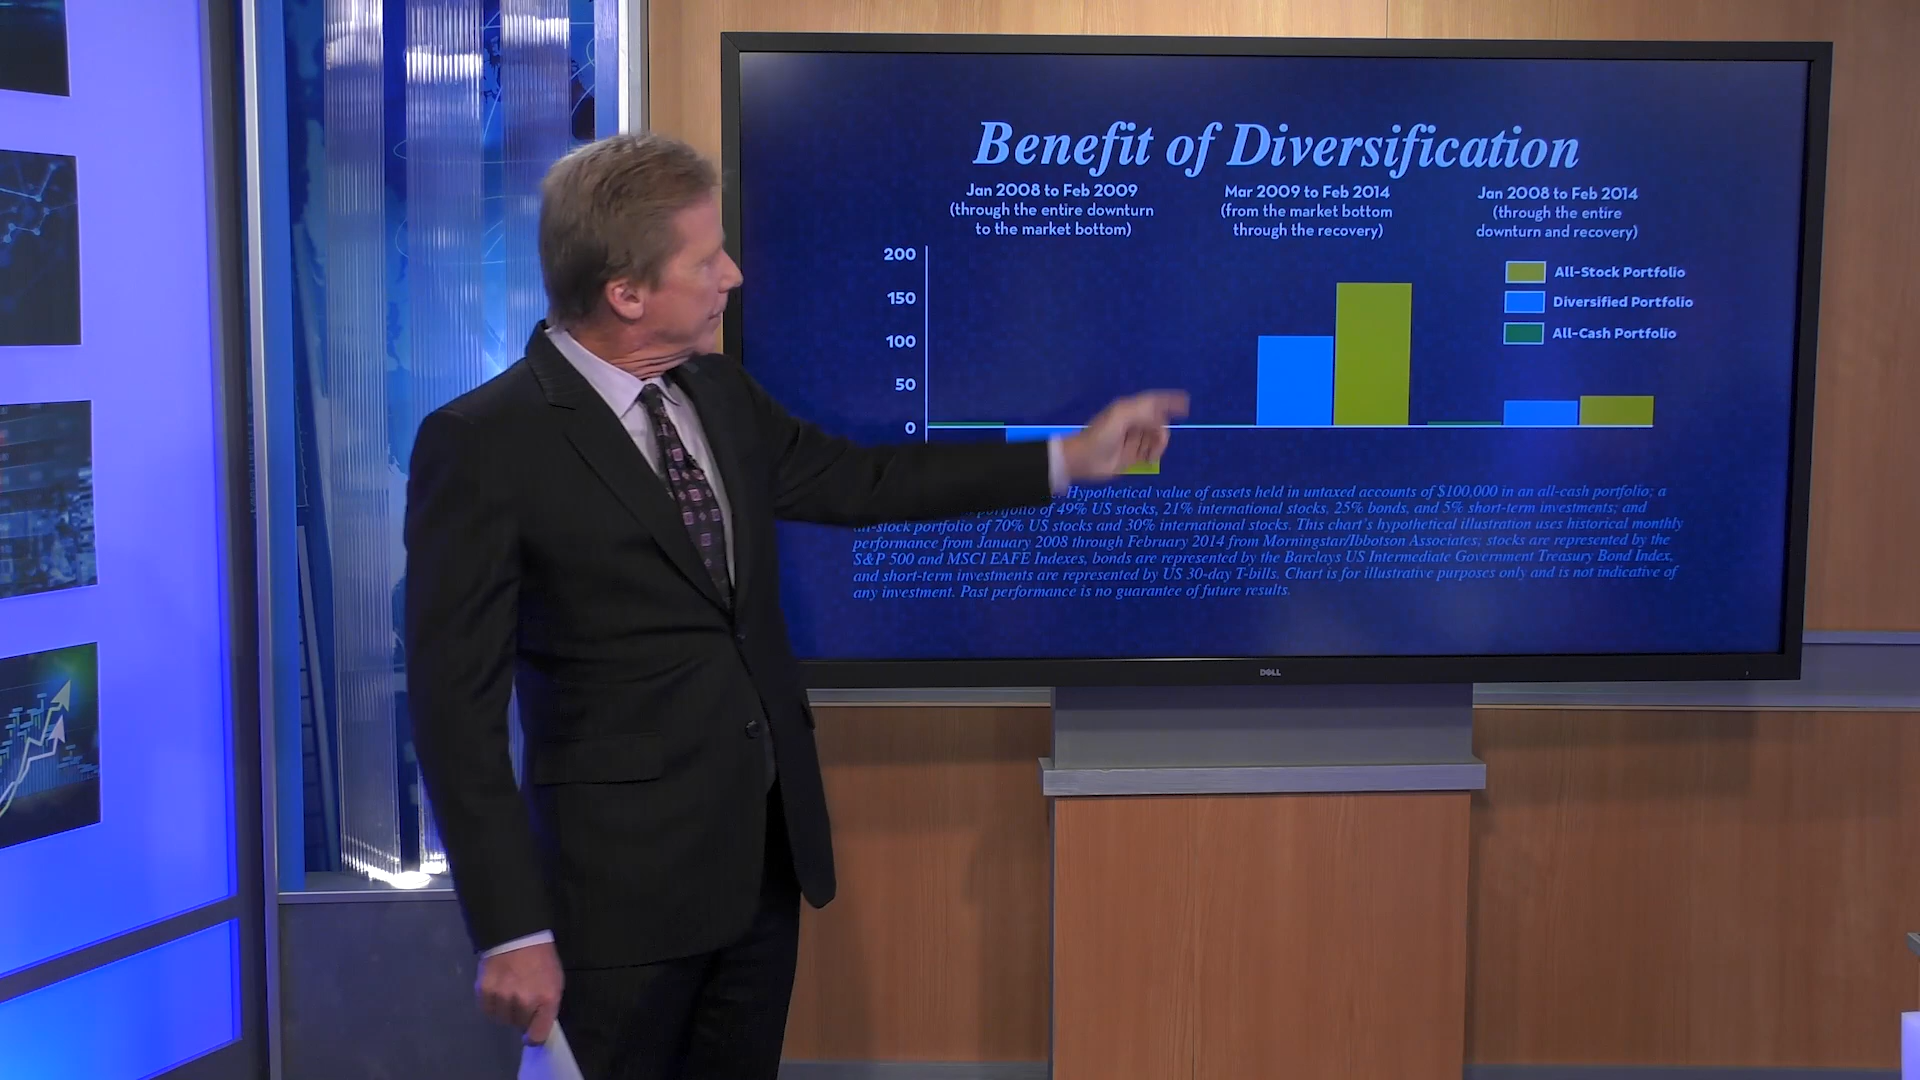 Benefit of Diversification
Jan 2008 to Feb 2009
(through the entire downturn
to the market bottom)
Mar 2009 to Feb 2014
(from the market bottom
through the recovery)
Jan 2008 to Feb 2014
(through the entire
downturn and recovery)
200
150
100
50
0
All-Stock Portfolio
Diversified Portfolio
All-Cash Portfolio
Hypothetical value of assets held in untaxed accounts of $100,000 in an all-cash portfolio; a
portfolio of 49% US stocks, 21% international stocks, 25% bonds, and 5% short-term investments; and
all-stock portfolio of 70% US stocks and 30% international stocks. This chart's hypothetical illustration uses historical monthly
performance from January 2008 through February 2014 from Morningstar/Ibbotson Associates; stocks are represented by the
S&P 500 and MSCI EAFE Indexes, bonds are represented by the Barclays US Intermediate Government Treasury Bond Index,
and short-term investments are represented by US 30-day T-bills. Chart is for illustrative purposes only and is not indicative of
any investment. Past performance is no guarantee of future results.
DELL